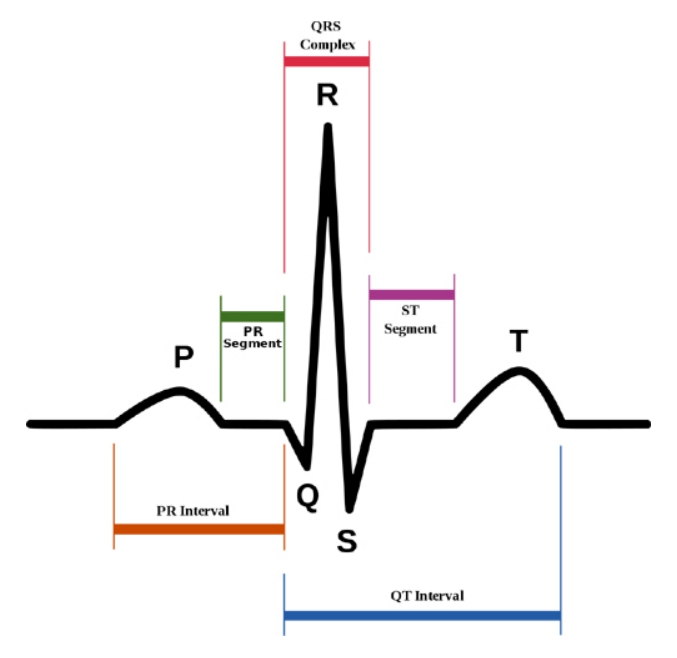 QRS
Complex
R
PR
Segment
ST
Segment
P
T
Q
S
PR Interval
QT Interval